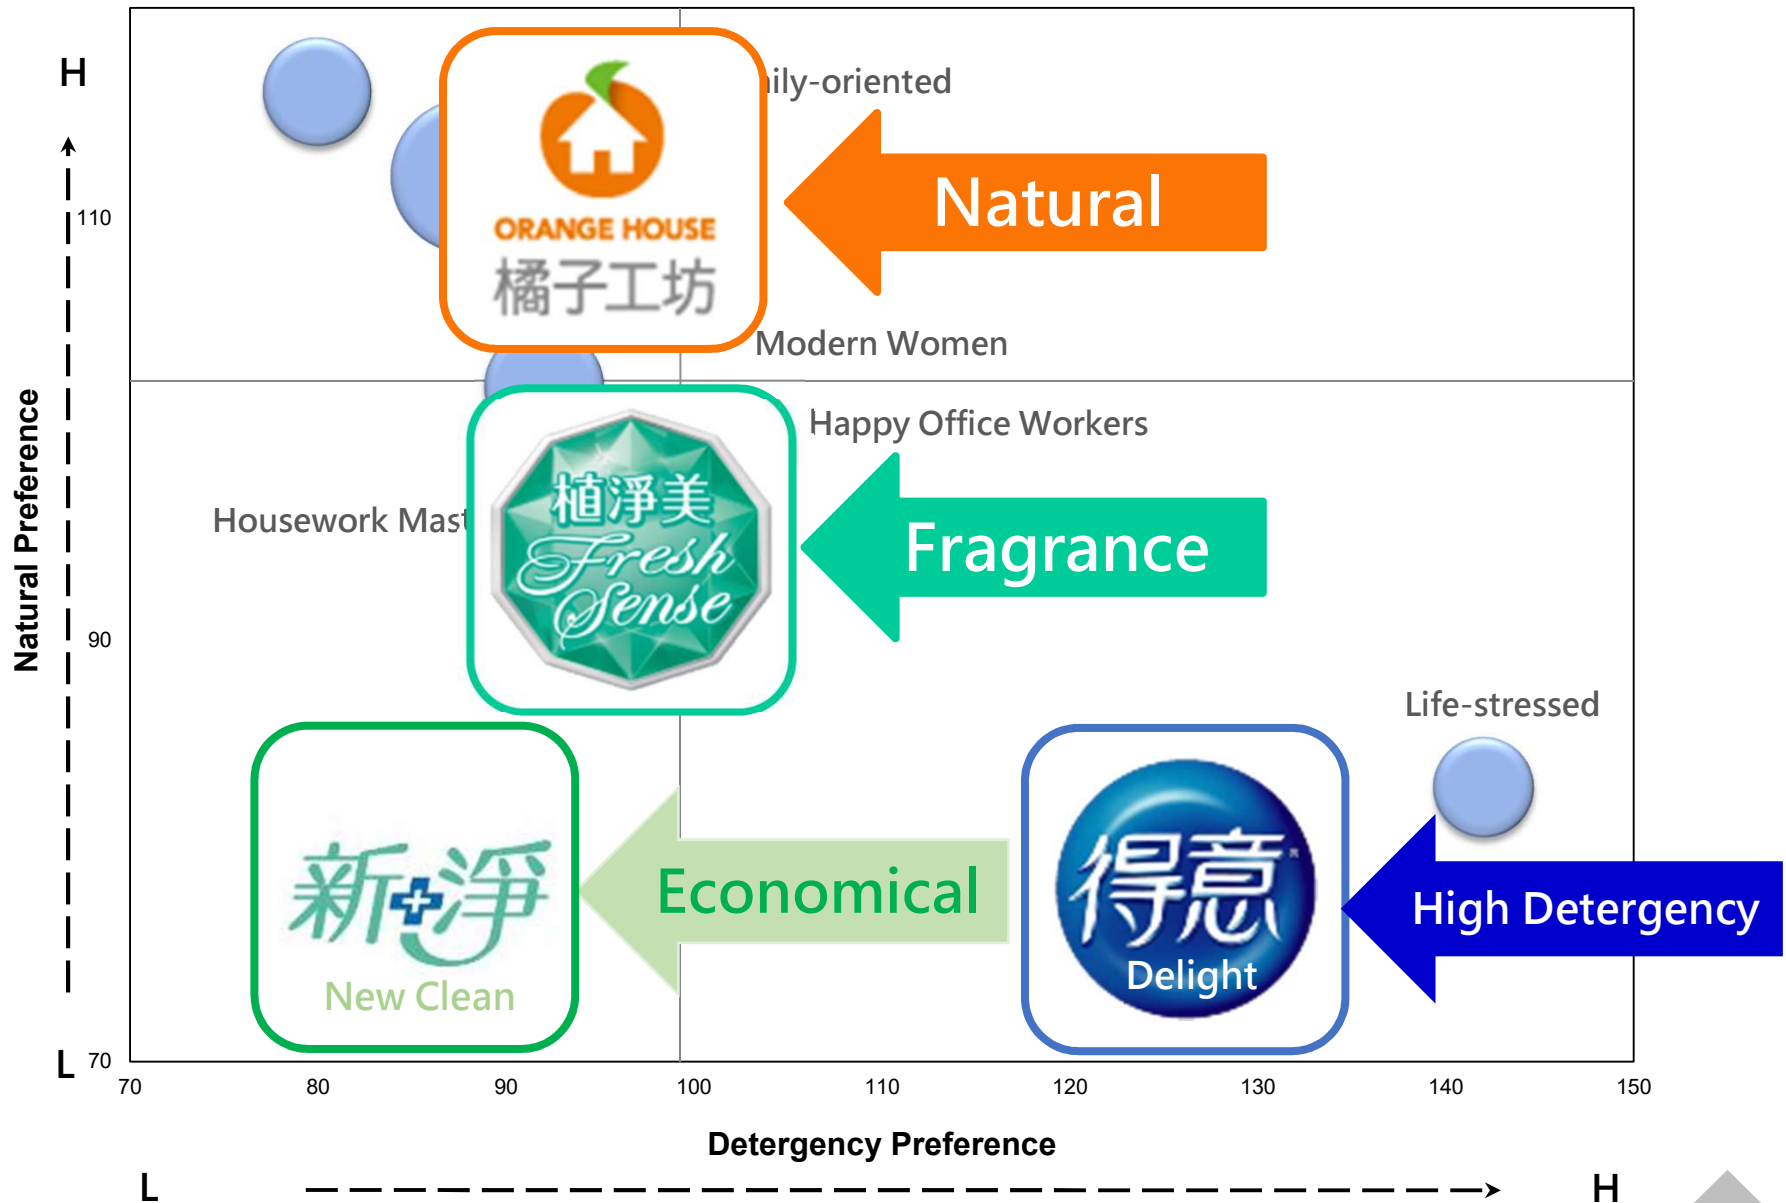 H
ily-oriented
Natural
ORANGE HOUSE
橘子工坊
110
Modern Women
Happy Office Workers
Natural Preference
植淨美
Fresh
Sense
Fragrance
Housework Mast
90
Life-stressed
新淨
New Clean
Economical
得意
Delight
High Detergency
L
70
70 80 90 100 110 120 130 140 150
Detergency Preference
L H